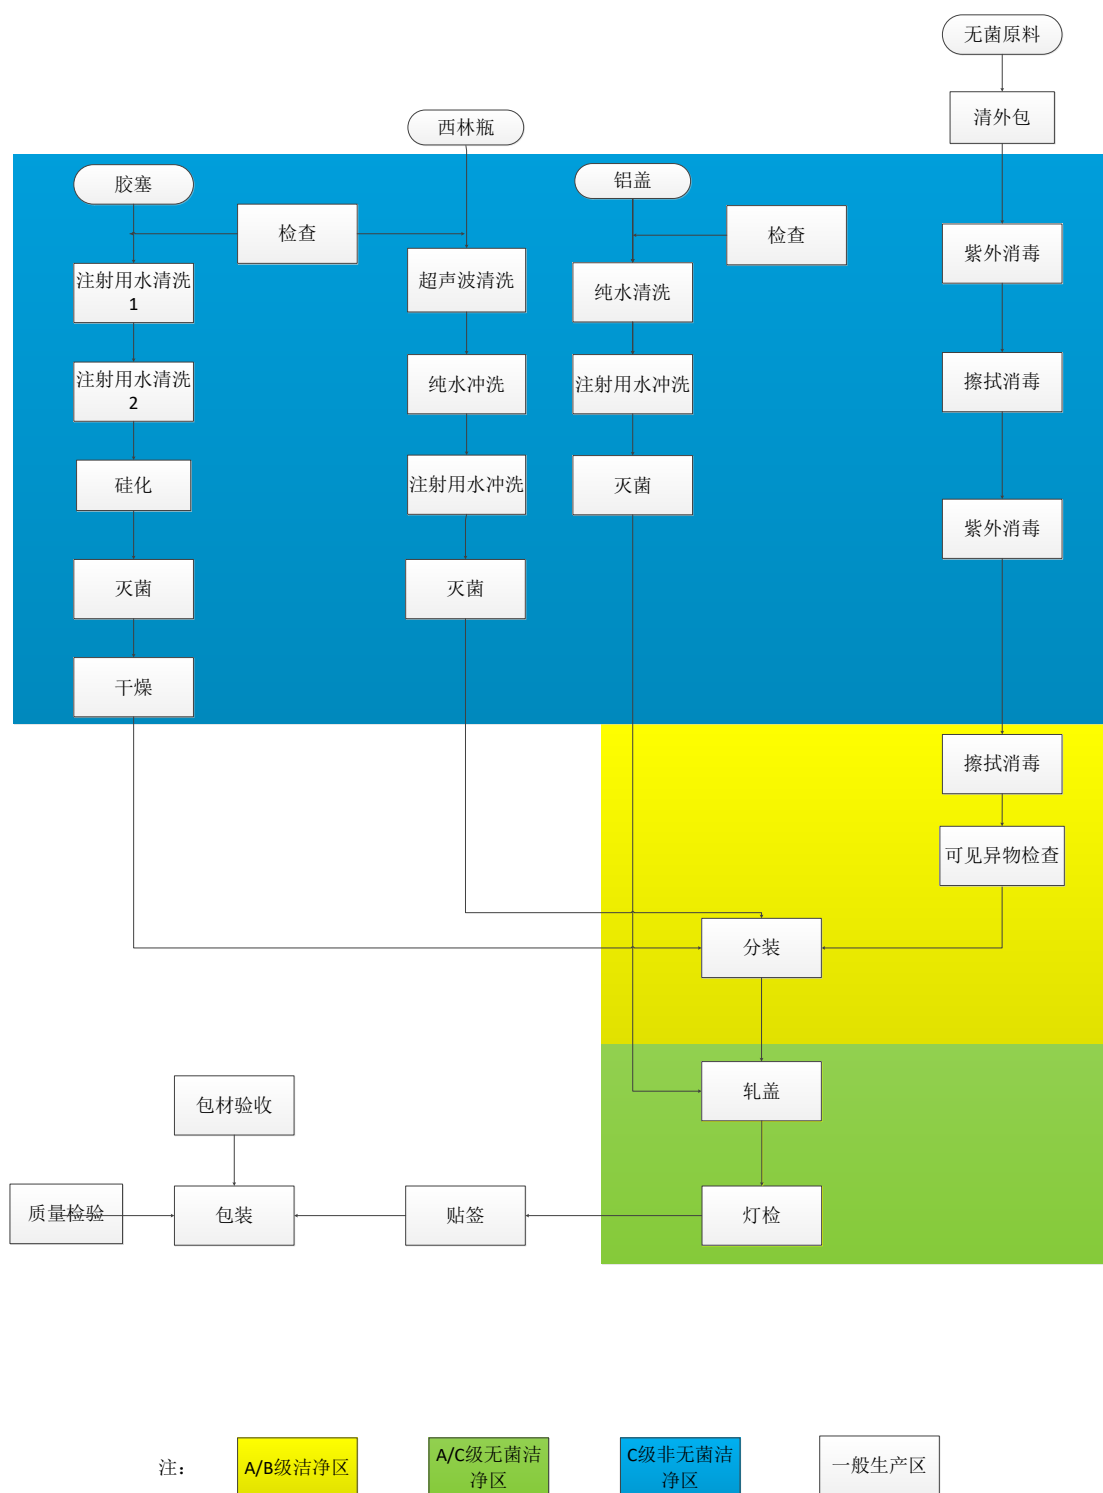 无菌原料
清外包
西林瓶
胶塞
铝盖
检查
检查
紫外消毒
注射用水清洗
1
超声波清洗
纯水清洗
擦拭消毒
注射用水清洗
2
纯水冲洗
注射用水冲洗
硅化
注射用水冲洗
灭菌
紫外消毒
灭菌
灭菌
干燥
擦拭消毒
可见异物检查
分装
轧盖
包材验收
质量检验
包装
贴签
灯检
注：
A/B级洁净区
A/C级无菌洁
净区
C级非无菌洁
净区
一般生产区